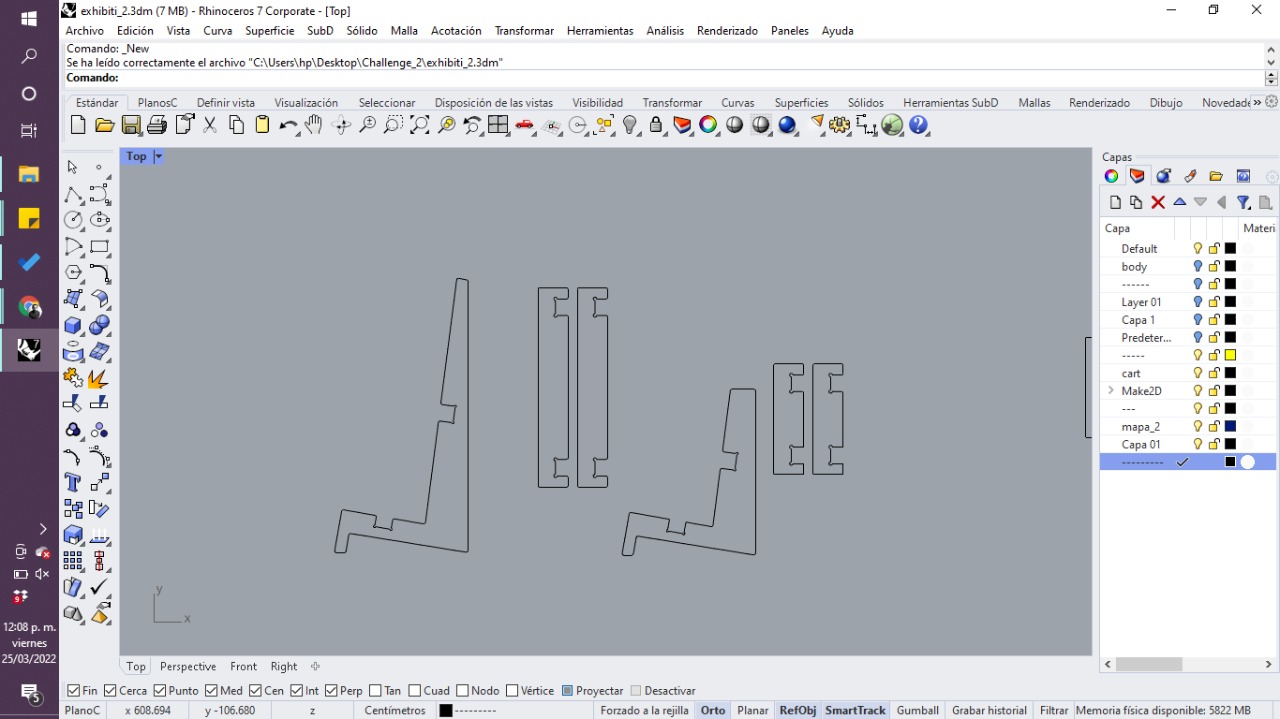 exhibiti_2.3dm (7 MB) - Rhinoceros 7 Corporate - [Top]
Archivo Edición Vista Curva Superficie SubD Sólido Malla Acotación Transformar Herramientas Análisis Renderizado Paneles Ayuda
Comando: _New
Se ha leído correctamente el archivo "C:\Users\hp\Desktop\Challenge_2\exhibiti_2.3dm"
Comando:
Estándar PlanosC Definir vista Visualización Seleccionar Disposición de las vistas Visibilidad Transformar Curvas Superficies Sólidos Herramientas SubD Mallas Renderizado Dibujo Novedade »
Top
Capas
Capa Materi
Default
body
------
Layer 01
Capa 1
Predeter...
-----
cart
Make2D
---
mapa_2
Capa 01
---------
y
x
Top Perspective Front Right
Fin Cerca Punto Med Cen Int Perp Tan Cuad Nodo Vértice Proyectar Desactivar
PlanoC x 608.694 y -106.680 z Centímetros --------- Forzado a la rejilla Orto Planar RefObj SmartTrack Gumball Grabar historial Filtrar Memoria física disponible: 5822 MB
7
9
12:08 p. m.
viernes
25/03/2022
5